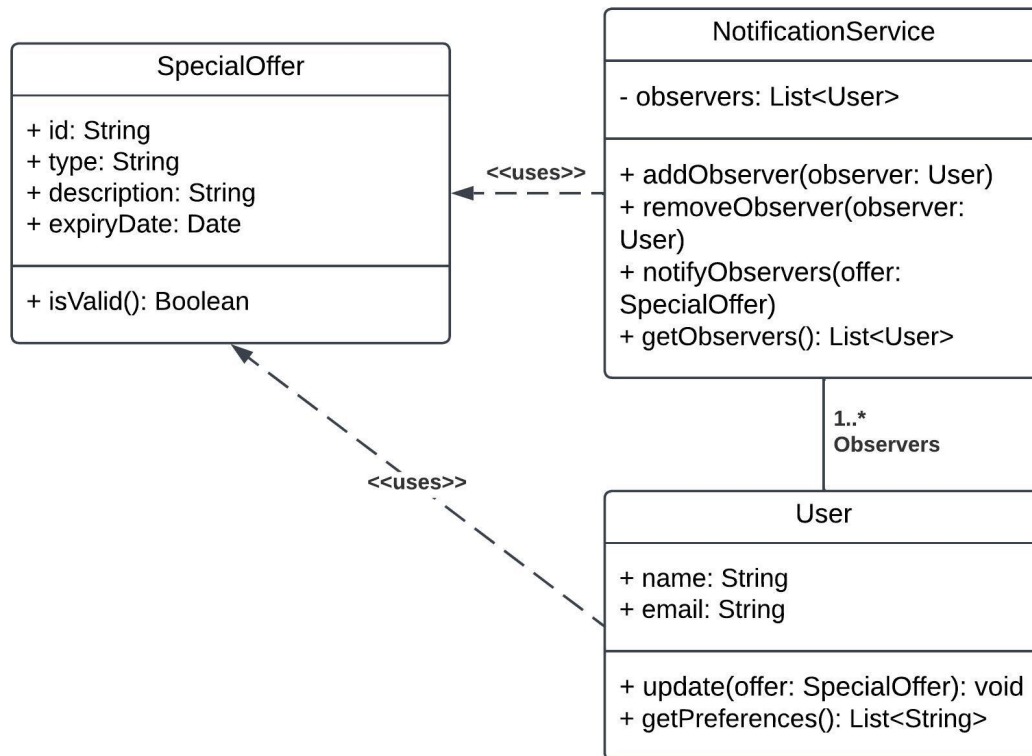 SpecialOffer
+ id: String
+ type: String
+ description: String
+ expiryDate: Date
+ isValid(): Boolean
<<uses>>
NotificationService
- observers: List<User>
+ addObserver(observer: User)
+ removeObserver(observer:
User)
+ notifyObservers(offer:
SpecialOffer)
+ getObservers(): List<User>
1..*
Observers
<<uses>>
User
+ name: String
+ email: String
+ update(offer: SpecialOffer): void
+ getPreferences(): List<String>